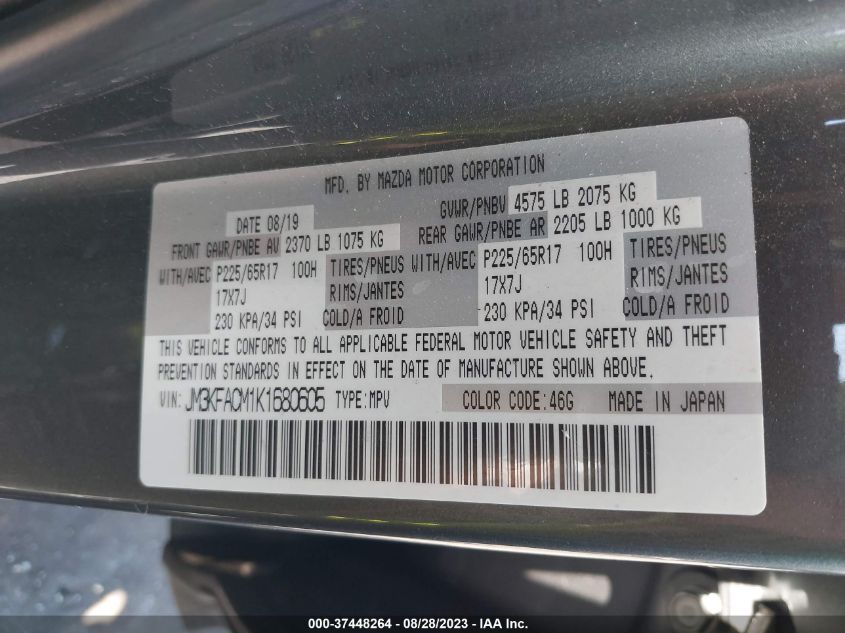 MFD. BY MAZDA MOTOR CORPORATION
DATE 08/19 GVWR/PNBV 4575 LB 2075 KG
FRONT GAWR/PNBE AV 2370 LB 1075 KG REAR GAWR/PNBE AR 2205 LB 1000 KG
WITH/AVEC P225/65R17 100H TIRES/PNEUS WITH/AVEC P225/65R17 100H TIRES/PNEUS
17X7J RIMS/JANTES 17X7J RIMS/JANTES
230 KPA/34 PSI COLD/A FROID 230 KPA/34 PSI COLD/A FROID
THIS VEHICLE CONFORMS TO ALL APPLICABLE FEDERAL MOTOR VEHICLE SAFETY AND THEFT
PREVENTION STANDARDS IN EFFECT ON THE DATE OF MANUFACTURE SHOWN ABOVE.
VIN: JM3KFACM1K1680605 TYPE:MPV COLOR CODE:46G MADE IN JAPAN
000-37448264 - 08/28/2023 - IAA Inc.